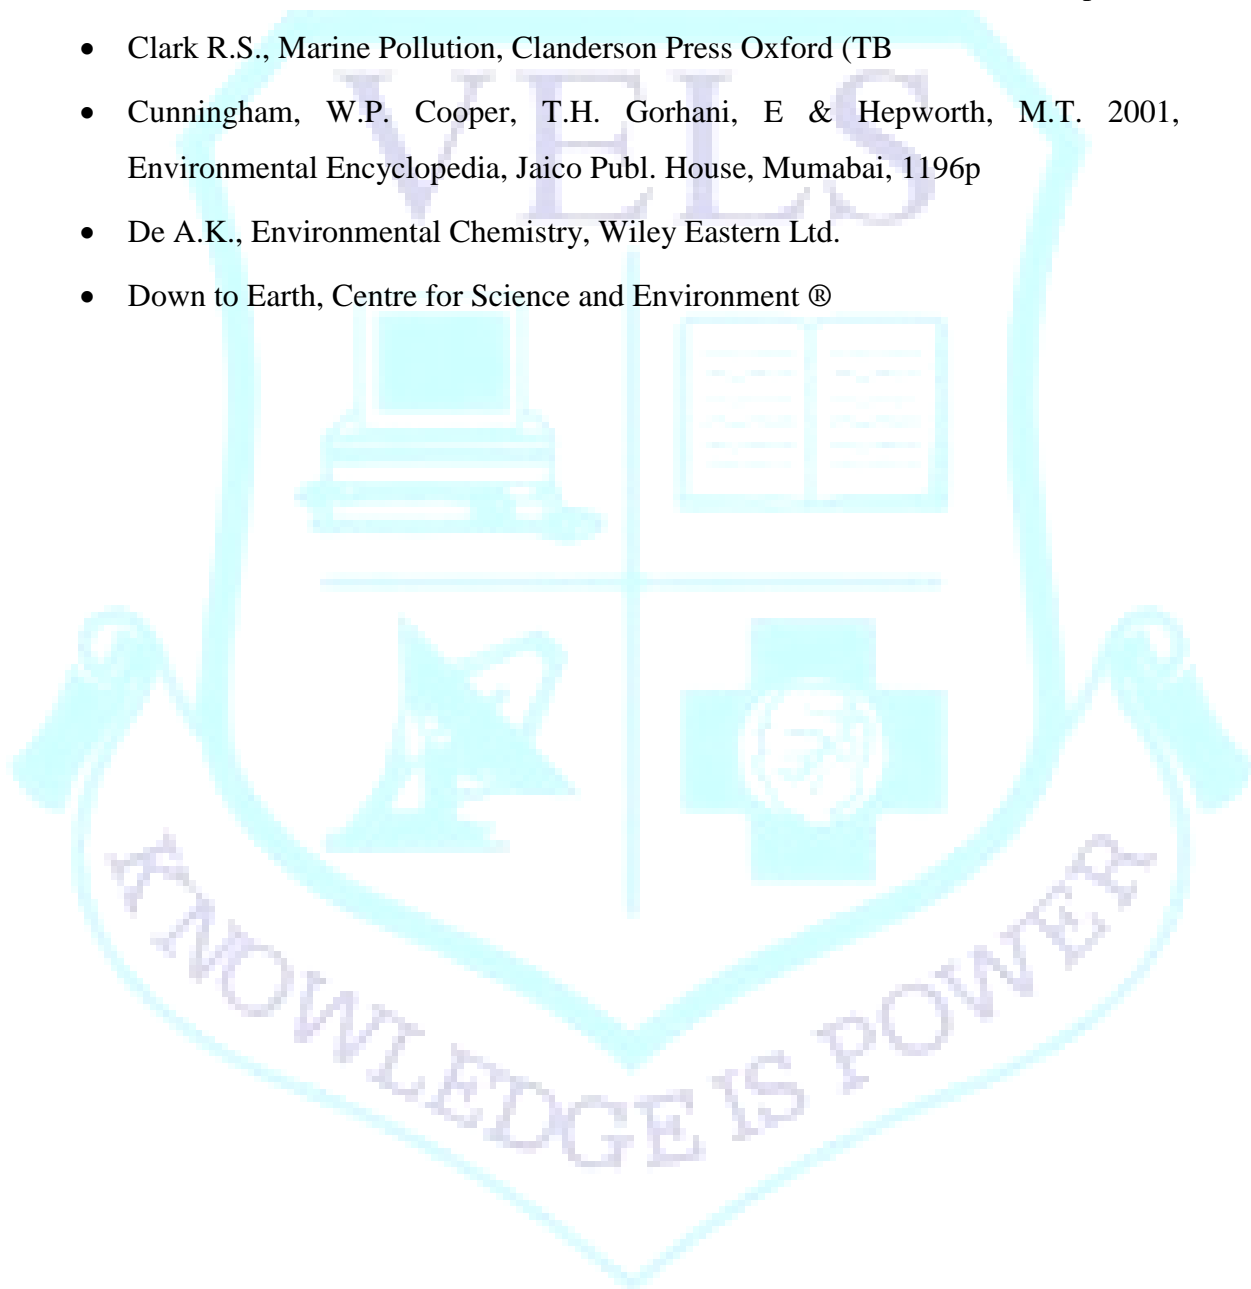 • Clark R.S., Marine Pollution, Clanderson Press Oxford (TB
• Cunningham, W.P. Cooper, T.H. Gorhani, E & Hepworth, M.T. 2001,
Environmental Encyclopedia, Jaico Publ. House, Mumabai, 1196p
• De A.K., Environmental Chemistry, Wiley Eastern Ltd.
• Down to Earth, Centre for Science and Environment ®
VELS
KNOWLEDGE IS POWER